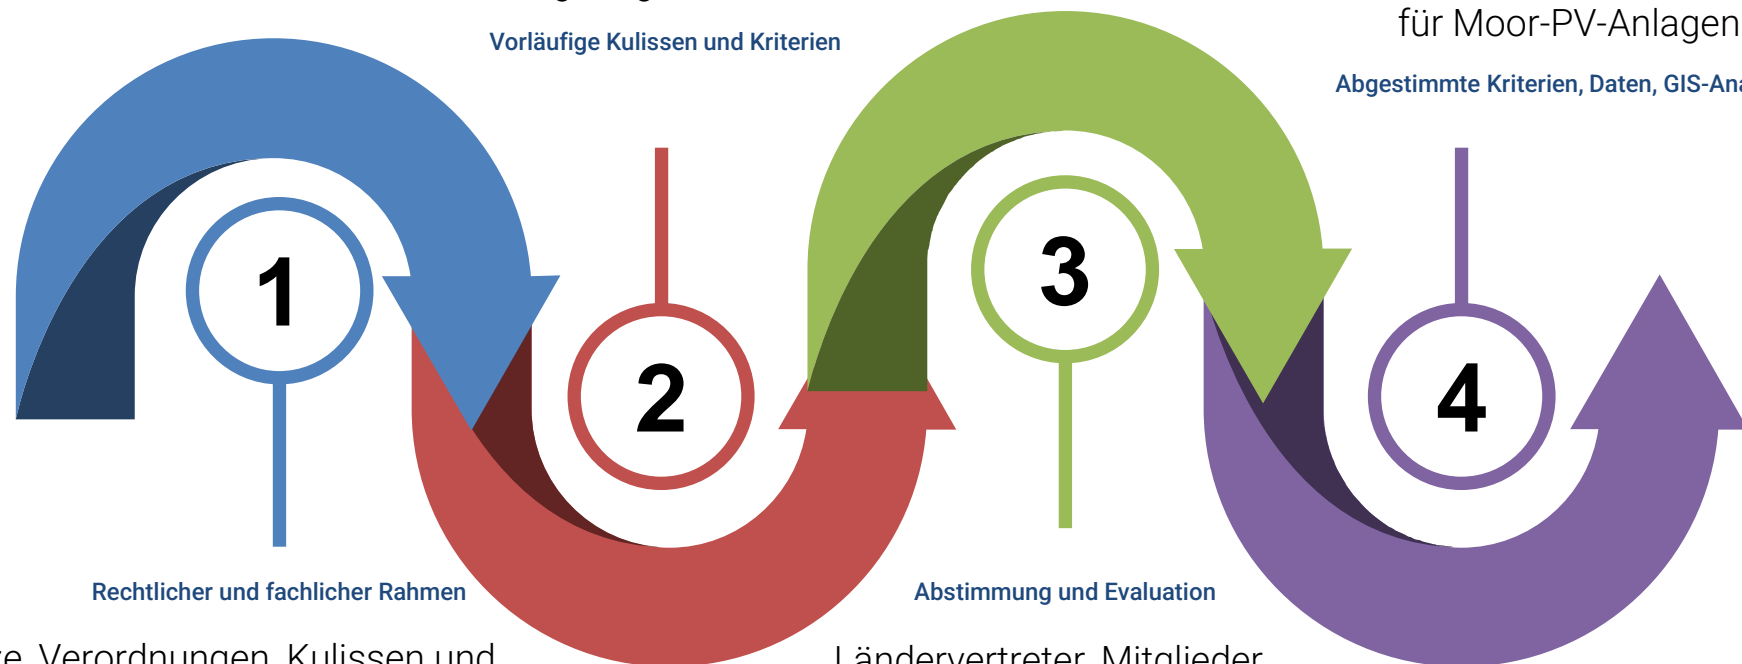 Vorläufige Kulissen und Kriterien
für Moor-PV-Anlagen
Abgestimmte Kriterien, Daten,
1
2
3
4
Rechtlicher und fachlicher Rahmen
Abstimmung und Evaluation
Verordnungen, Kulissen und
Ländervertreter, Mitglieder